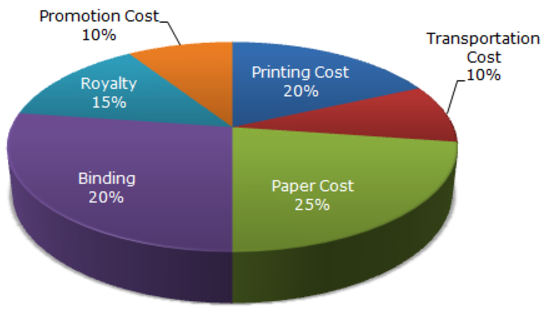 Promotion Cost
10%
Transportation
Cost
10%
Printing Cost
20%
Royalty
15%
Binding
20%
Paper Cost
25%